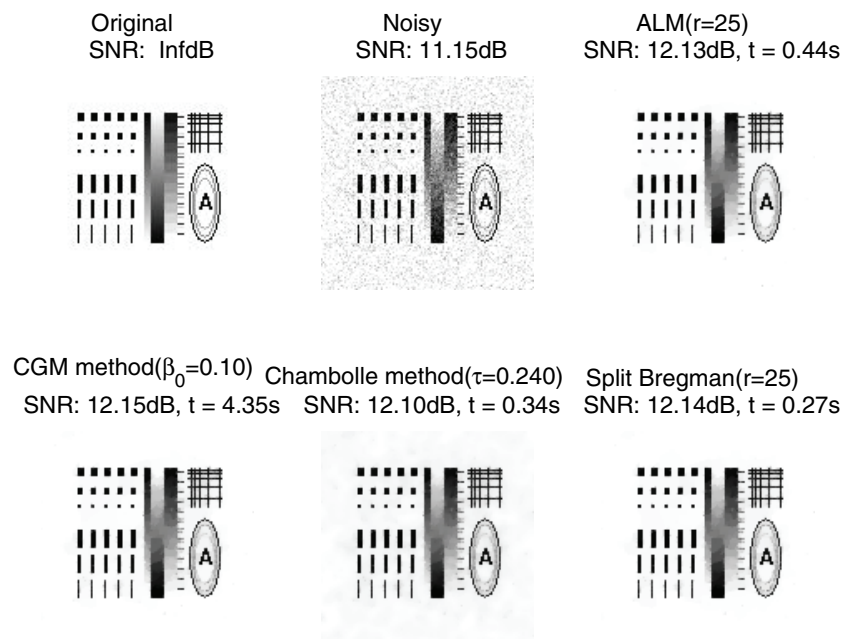 Original
SNR: InfdB
Noisy
SNR: 11.15dB
ALM(r=25)
SNR: 12.13dB, t = 0.44s
A
A
A
CGM method(β₀=0.10)
SNR: 12.15dB, t = 4.35s
Chambolle method(τ=0.240)
SNR: 12.10dB, t = 0.34s
Split Bregman(r=25)
SNR: 12.14dB, t = 0.27s
A
A
A